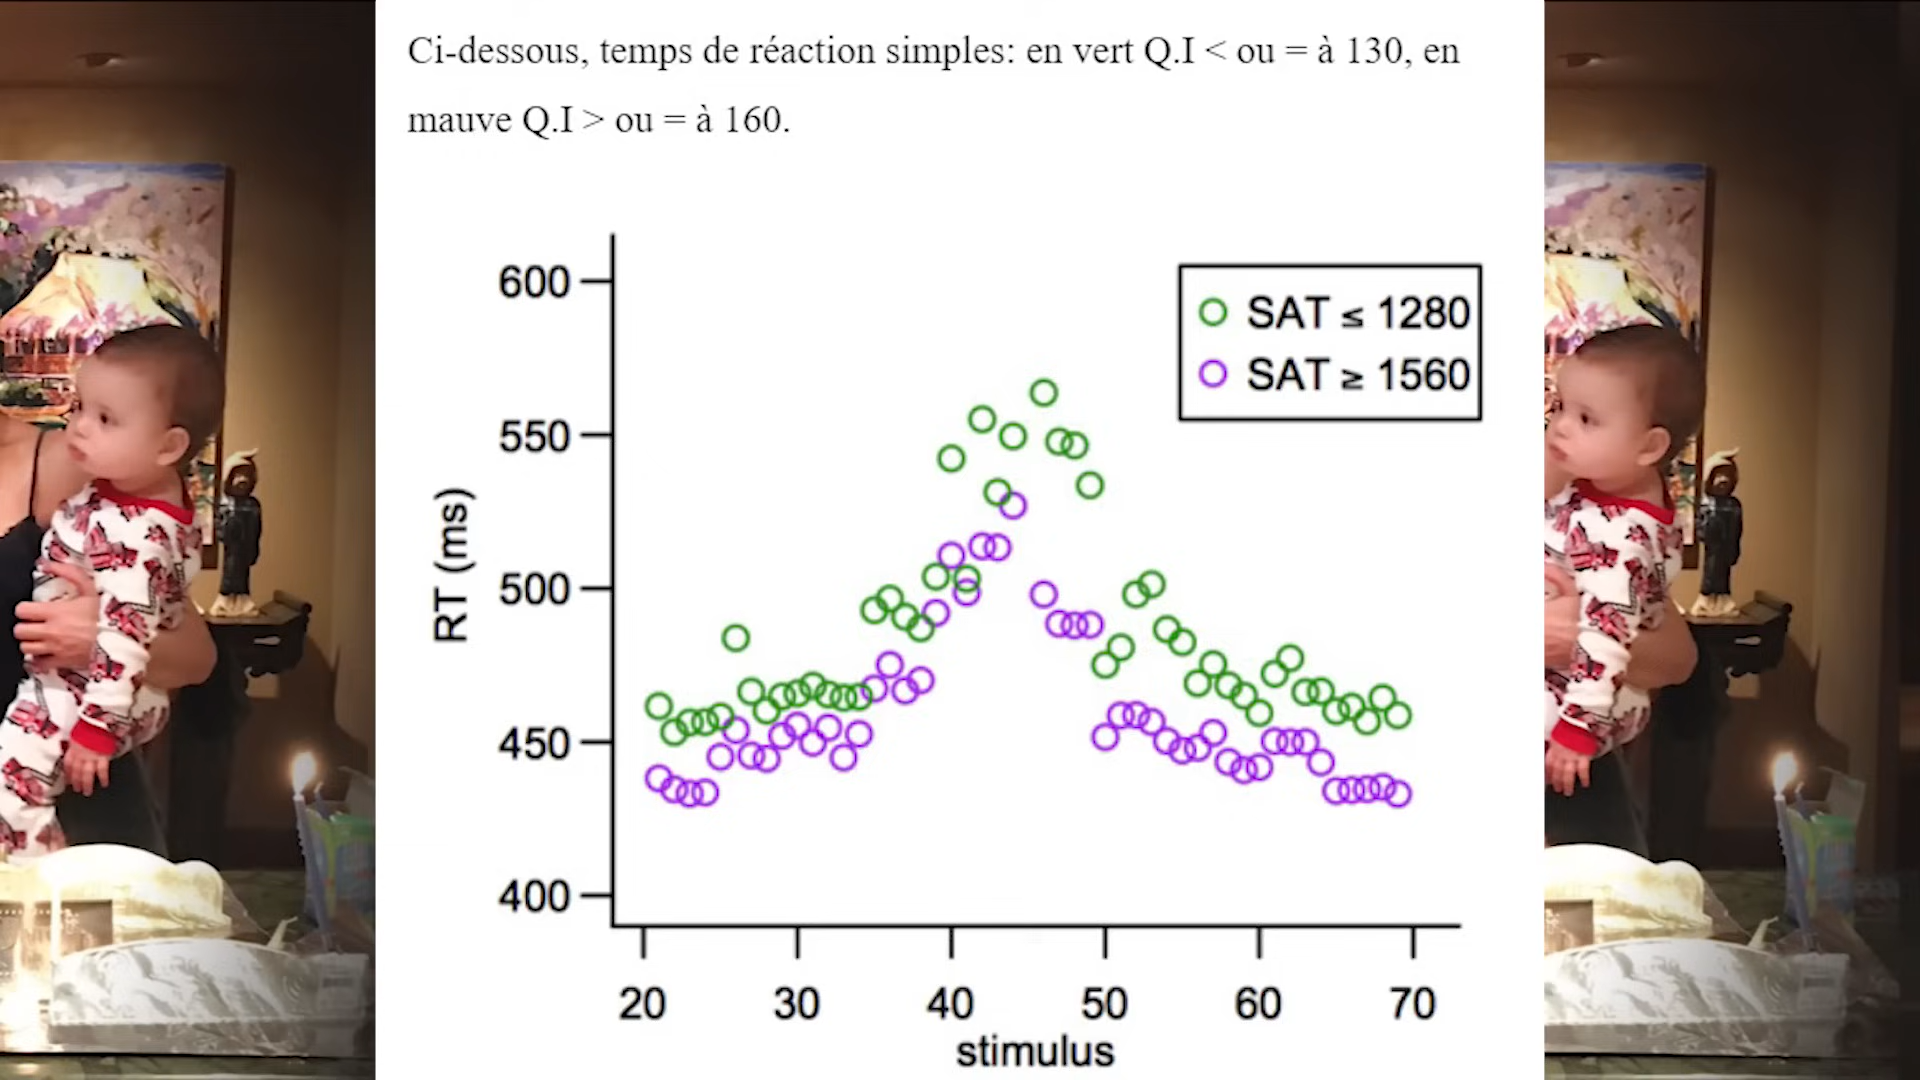 Ci-dessous, temps de réaction simples: en vert Q.I < ou = à 130, en
mauve Q.I > ou = à 160.
600
550
500
450
400
RT (ms)
SAT ≤ 1280
SAT ≥ 1560
20 30 40 50 60 70
stimulus